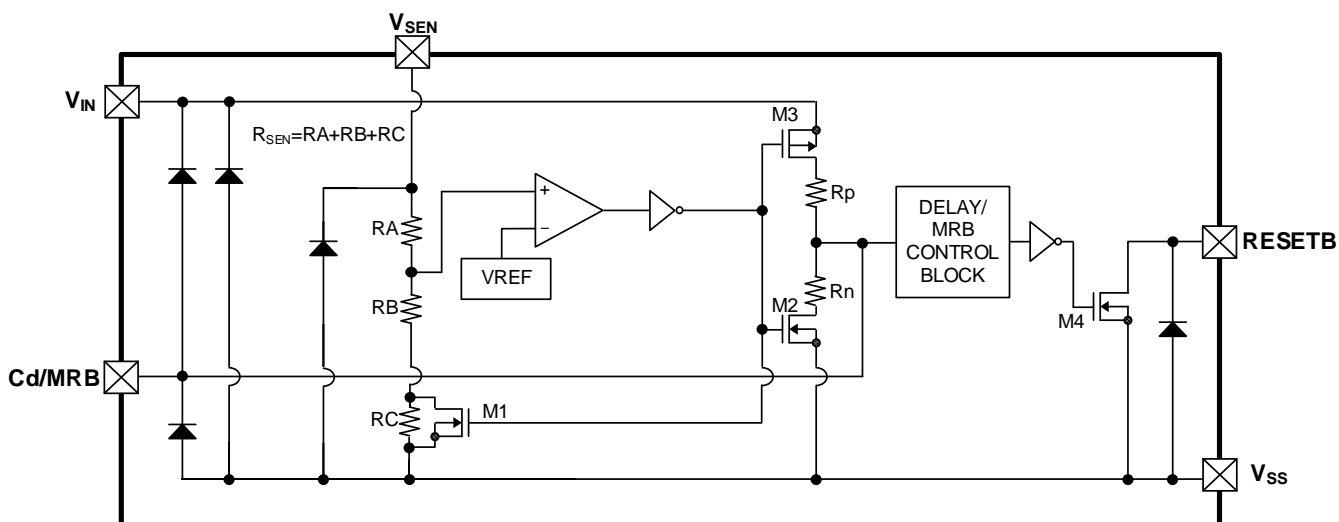 VSEN
VIN
RSEN=RA+RB+RC
M3
Rp
RA
+
−
VREF
DELAY/
MRB
CONTROL
BLOCK
RESETB
RB
Rn
M2
M4
Cd/MRB
RC
M1
VSS